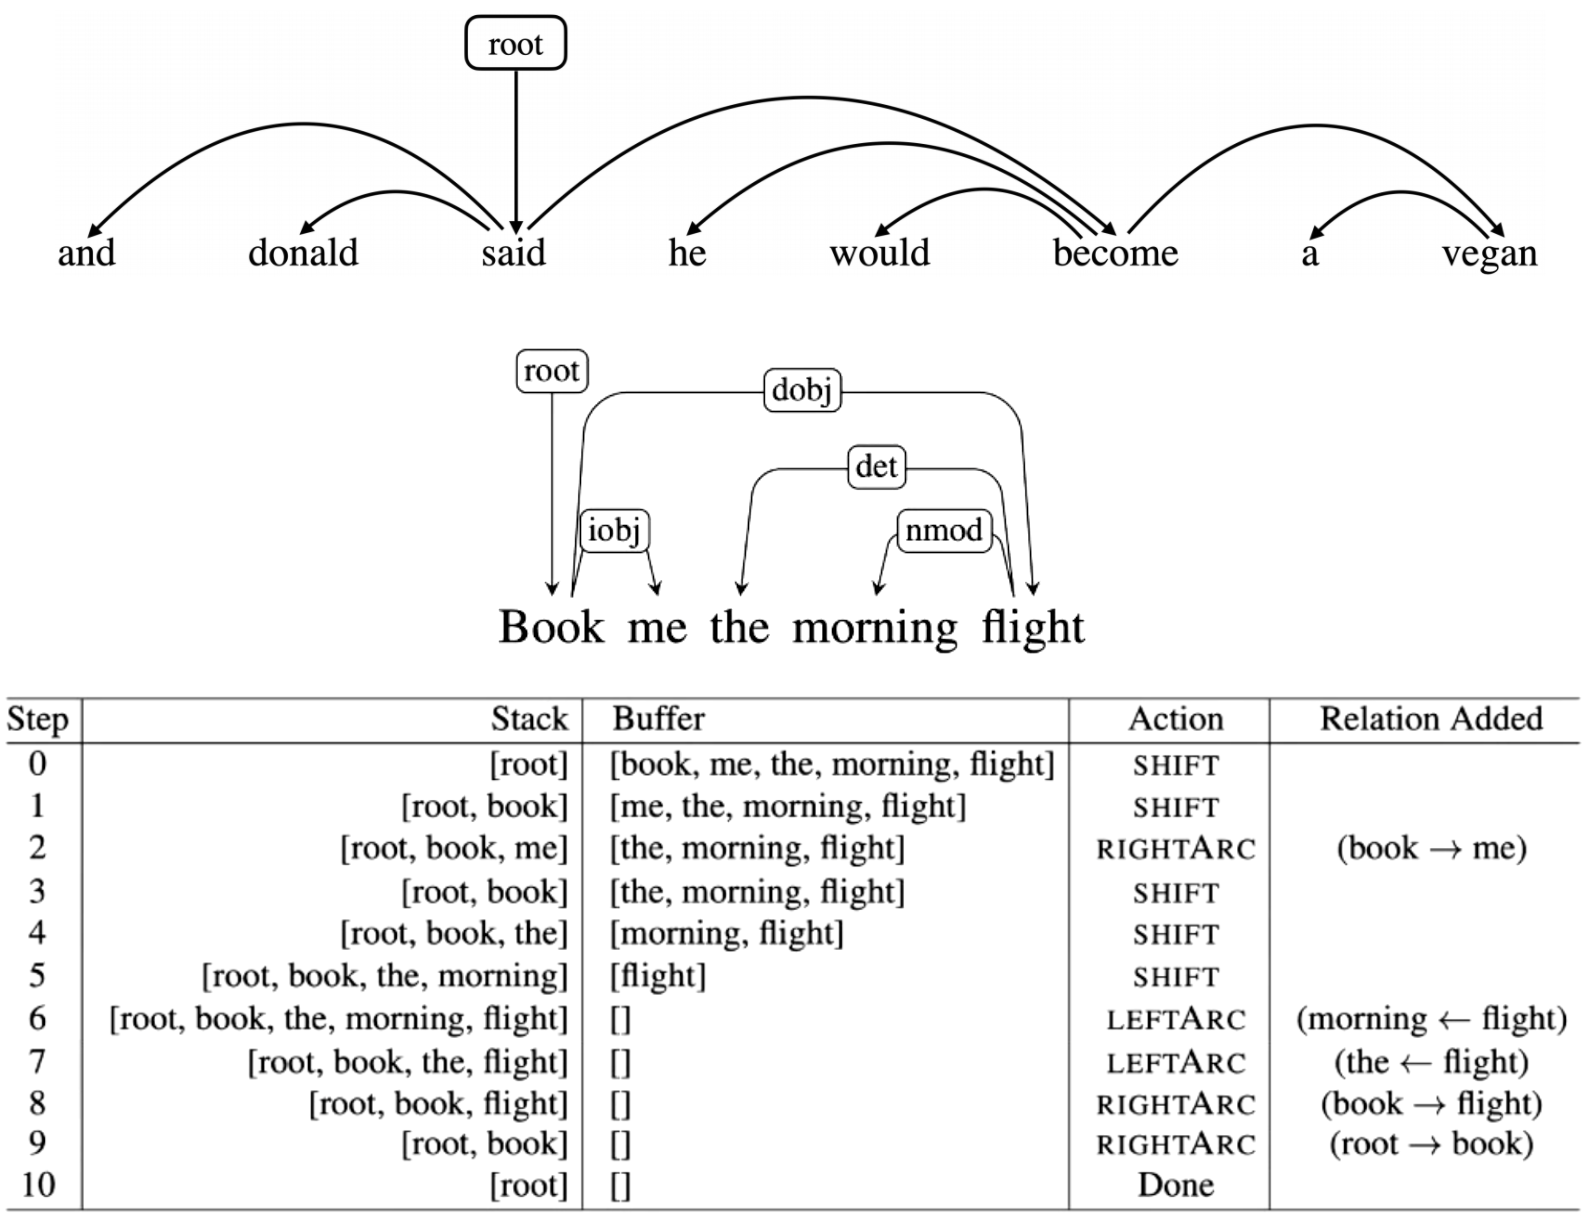 root
and donald said he would become a vegan
root
dobj
det
iobj nmod
Book me the morning flight
Step Stack Buffer Action Relation Added
0 [root] [book, me, the, morning, flight] SHIFT
1 [root, book] [me, the, morning, flight] SHIFT
2 [root, book, me] [the, morning, flight] RIGHTARC (book → me)
3 [root, book] [the, morning, flight] SHIFT
4 [root, book, the] [morning, flight] SHIFT
5 [root, book, the, morning] [flight] SHIFT
6 [root, book, the, morning, flight] [] LEFTARC (morning ← flight)
7 [root, book, the, flight] [] LEFTARC (the ← flight)
8 [root, book, flight] [] RIGHTARC (book → flight)
9 [root, book] [] RIGHTARC (root → book)
10 [root] [] Done